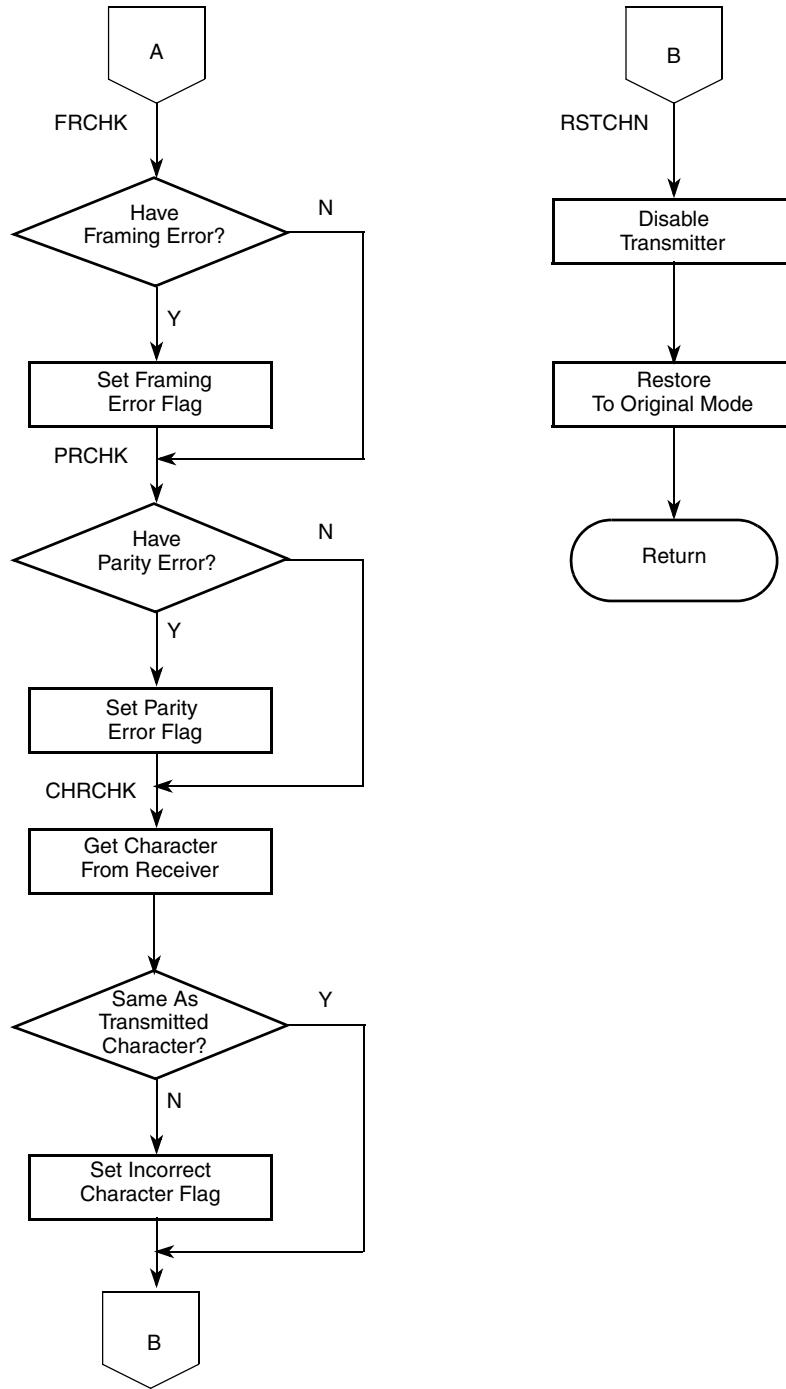 A
FRCHK
Have
Framing Error?
N
Y
Set Framing
Error Flag
PRCHK
Have
Parity Error?
N
Y
Set Parity
Error Flag
CHRCHK
Get Character
From Receiver
Same As
Transmitted
Character?
Y
N
Set Incorrect
Character Flag
B
B
RSTCHN
Disable
Transmitter
Restore
To Original Mode
Return